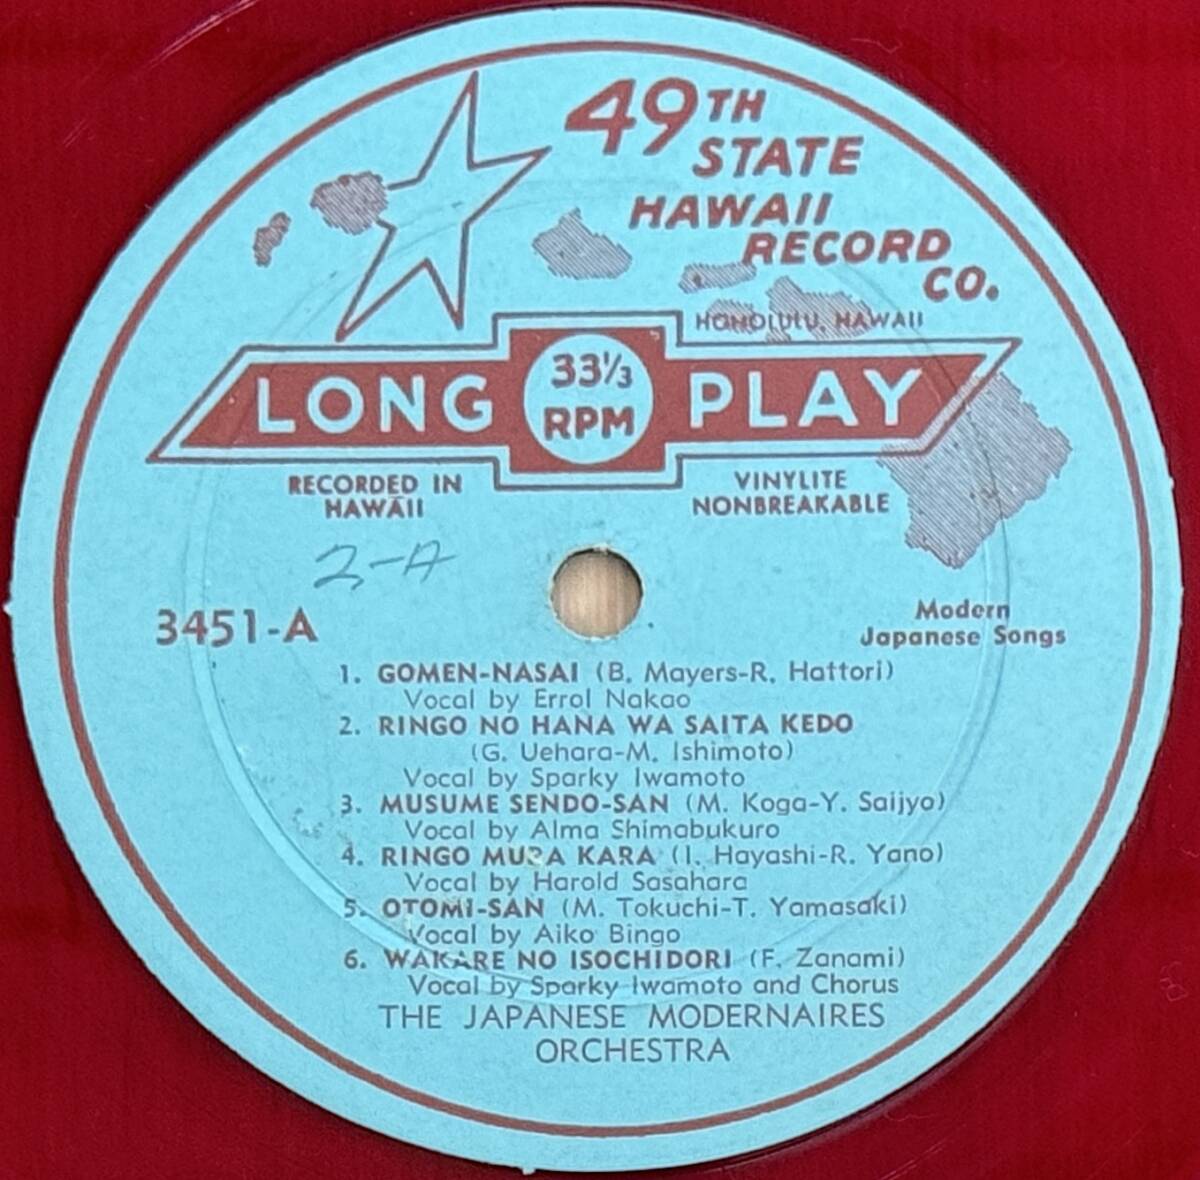 49TH
STATE
HAWAII
RECORD
CO.
HONOLULU, HAWAII
LONG 33⅓ RPM PLAY
RECORDED IN
HAWAII
VINYLITE
NONBREAKABLE
2-A
3451-A
Modern
Japanese Songs
1. GOMEN-NASAI (B. Mayers-R. Hattori)
Vocal by Errol Nakao
2. RINGO NO HANA WA SAITA KEDO
(G. Uehara-M. Ishimoto)
Vocal by Sparky Iwamoto
3. MUSUME SENDO-SAN (M. Koga-Y. Saijyo)
Vocal by Alma Shimabukuro
4. RINGO MURA KARA (I. Hayashi-R. Yano)
Vocal by Harold Sasahara
5. OTOMI-SAN (M. Tokuchi-T. Yamasaki)
Vocal by Aiko Bingo
6. WAKARE NO ISOCHIDORI (F. Zanami)
Vocal by Sparky Iwamoto and Chorus
THE JAPANESE MODERNAIRES
ORCHESTRA